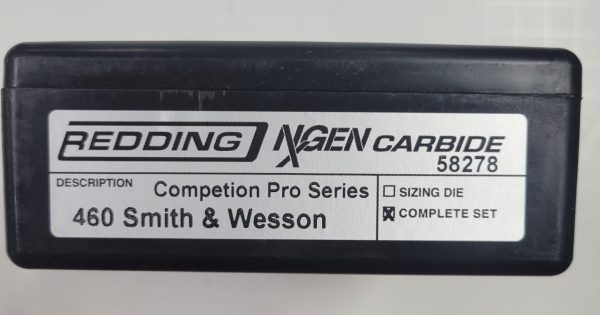 REDDING NXGEN CARBIDE
58278
DESCRIPTION Competion Pro Series
460 Smith & Wesson
SIZING DIE
COMPLETE SET